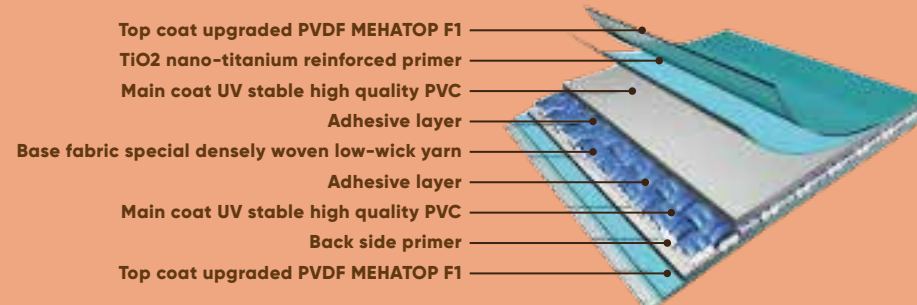 Top coat upgraded PVDF MEHATOP F1
TiO2 nano-titanium reinforced primer
Main coat UV stable high quality PVC
Adhesive layer
Base fabric special densely woven low-wick yarn
Adhesive layer
Main coat UV stable high quality PVC
Back side primer
Top coat upgraded PVDF MEHATOP F1